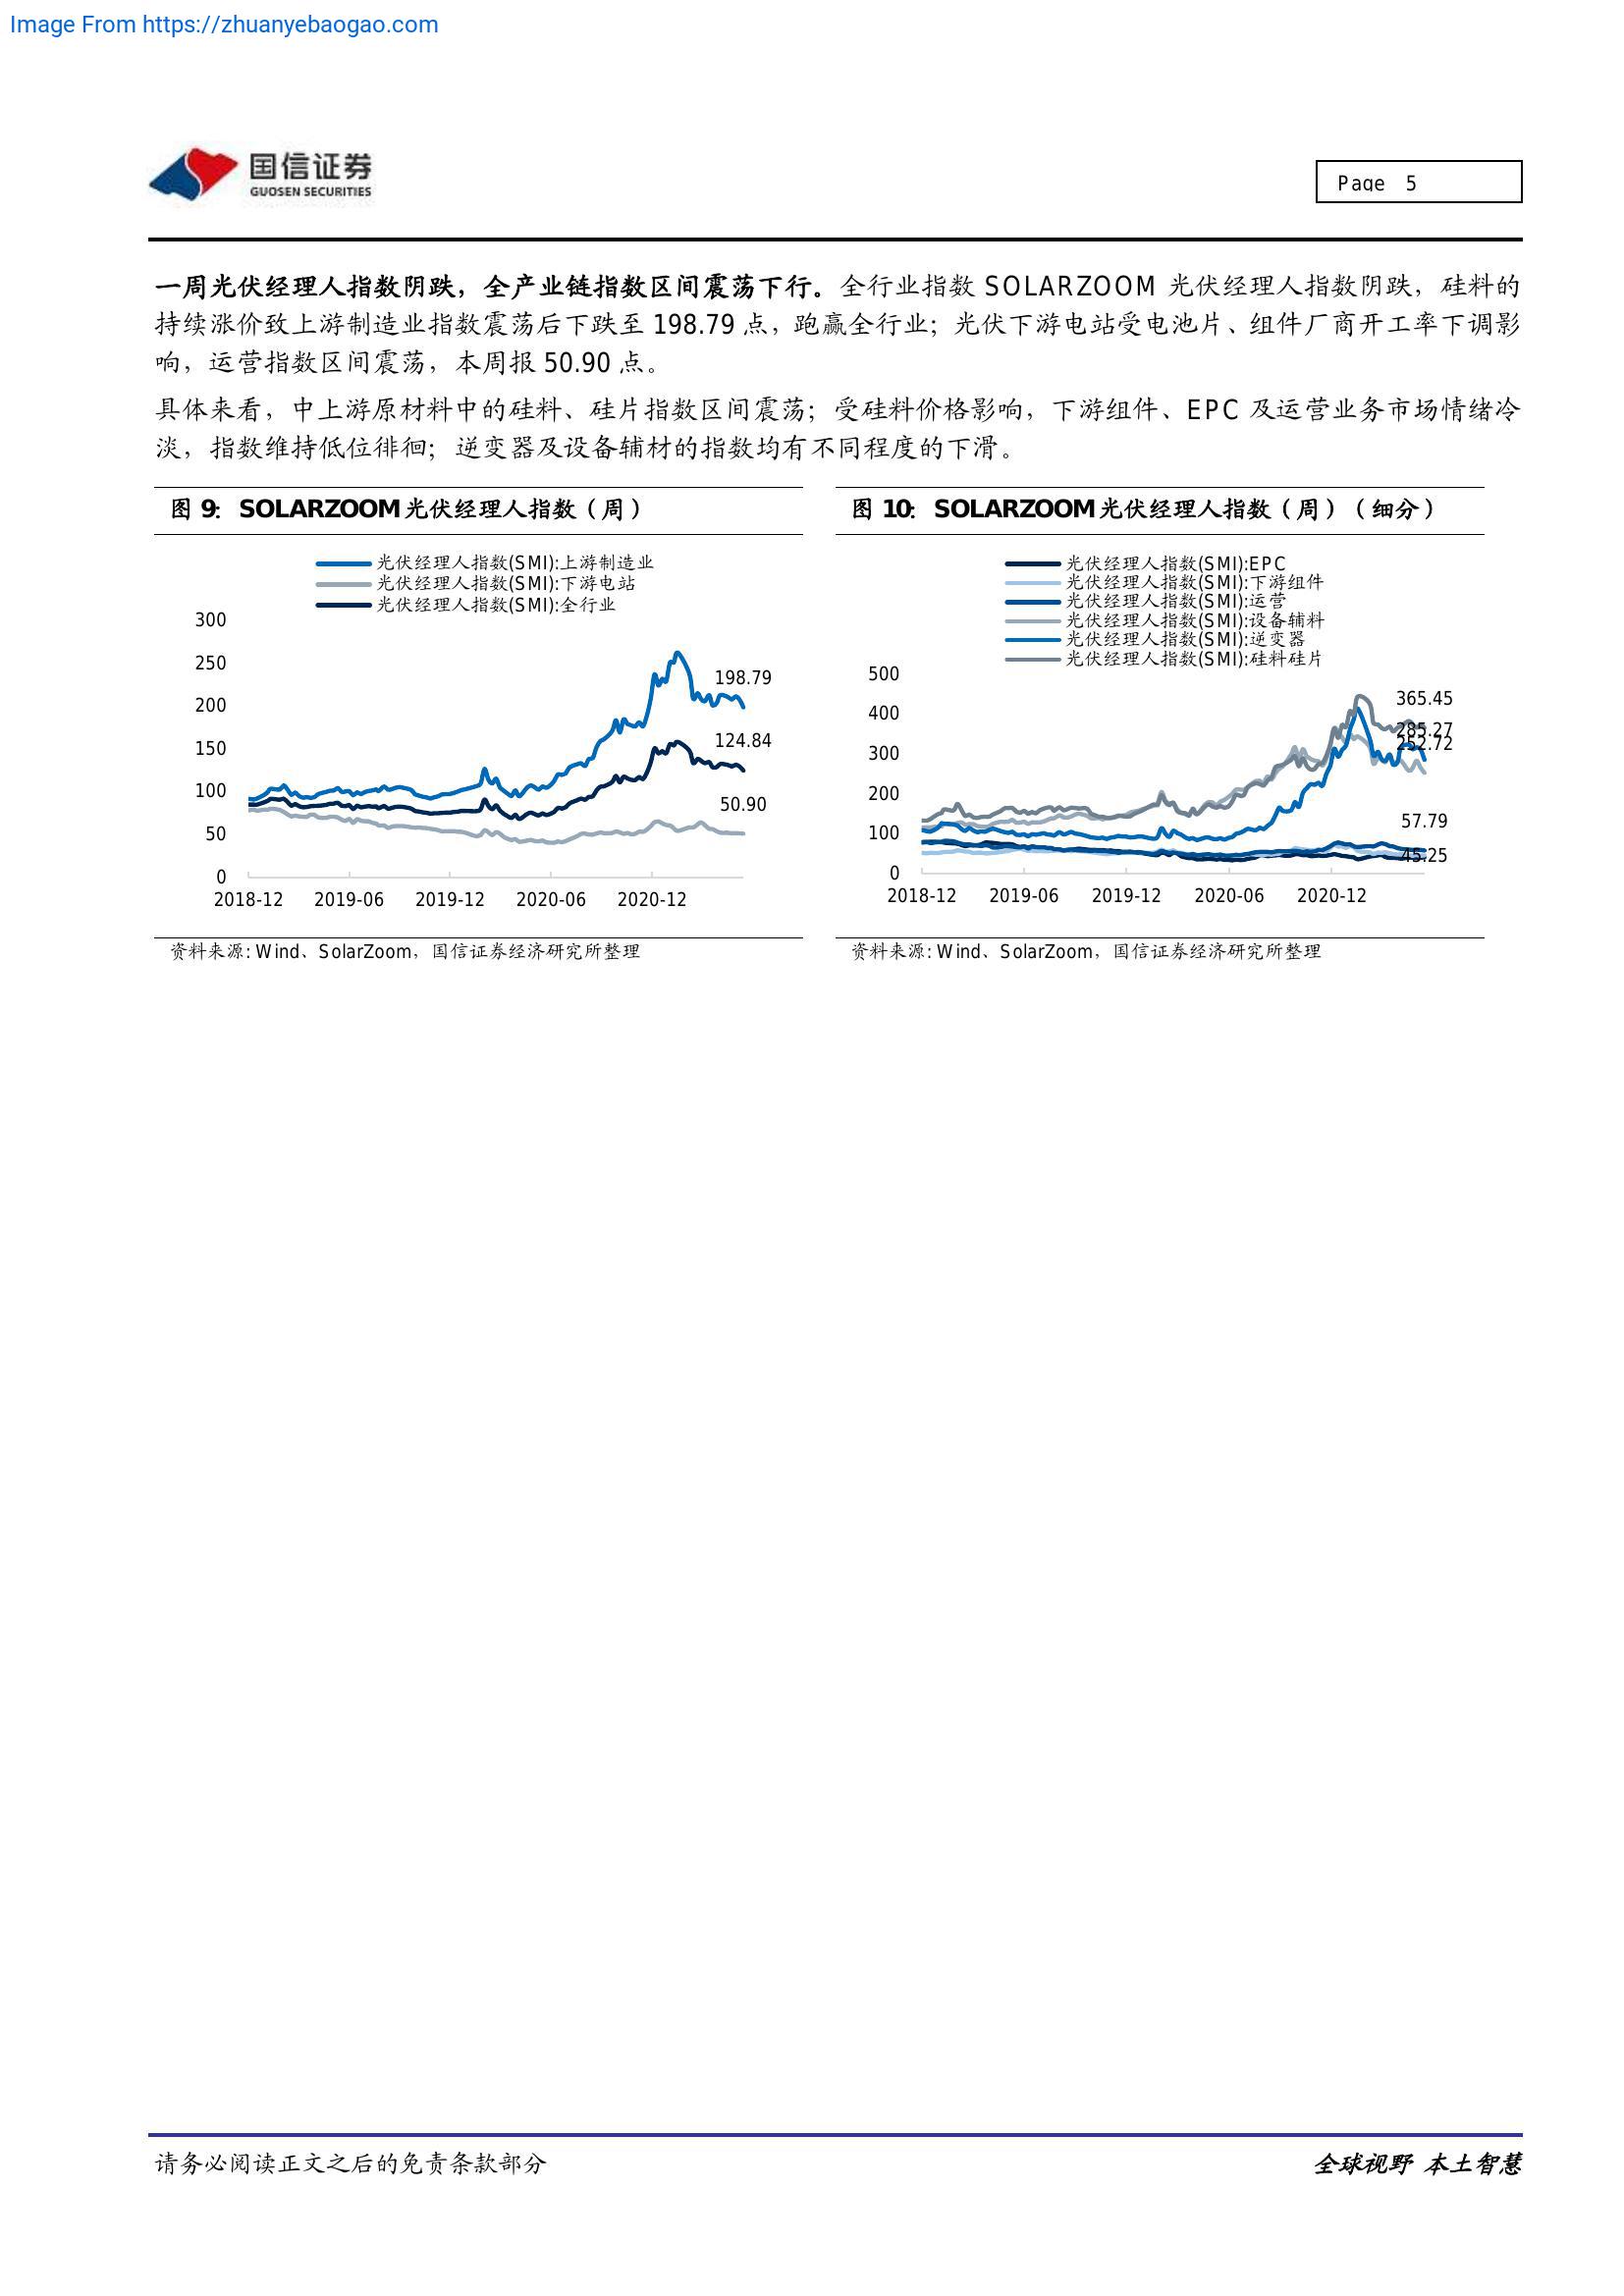 Image From https://zhuanyebaogao.com
国信证券
GUOSEN SECURITIES
Page 5
一周光伏经理人指数阴跌，全产业链指数区间震荡下行。全行业指数 SOLARZOOM 光伏经理人指数阴跌，硅料的
持续涨价致上游制造业指数震荡后下跌至 198.79 点，跑赢全行业；光伏下游电站受电池片、组件厂商开工率下调影
响，运营指数区间震荡，本周报 50.90 点。
具体来看，中上游原材料中的硅料、硅片指数区间震荡；受硅料价格影响，下游组件、EPC 及运营业务市场情绪冷
淡，指数维持低位徘徊；逆变器及设备辅材的指数均有不同程度的下滑。
图 9: SOLARZOOM光伏经理人指数（周）
光伏经理人指数(SMI):上游制造业
光伏经理人指数(SMI):下游电站
光伏经理人指数(SMI):全行业
300
250
200
150
100
50
0
198.79
124.84
50.90
2018-12 2019-06 2019-12 2020-06 2020-12
资料来源: Wind、SolarZoom，国信证券经济研究所整理
图 10: SOLARZOOM光伏经理人指数（周）（细分）
光伏经理人指数(SMI):EPC
光伏经理人指数(SMI):下游组件
光伏经理人指数(SMI):运营
光伏经理人指数(SMI):设备辅料
光伏经理人指数(SMI):逆变器
光伏经理人指数(SMI):硅料硅片
500
400
300
200
100
0
365.45
285.27
252.72
57.79
45.25
2018-12 2019-06 2019-12 2020-06 2020-12
资料来源: Wind、SolarZoom，国信证券经济研究所整理
请务必阅读正文之后的免责条款部分
全球视野 本土智慧